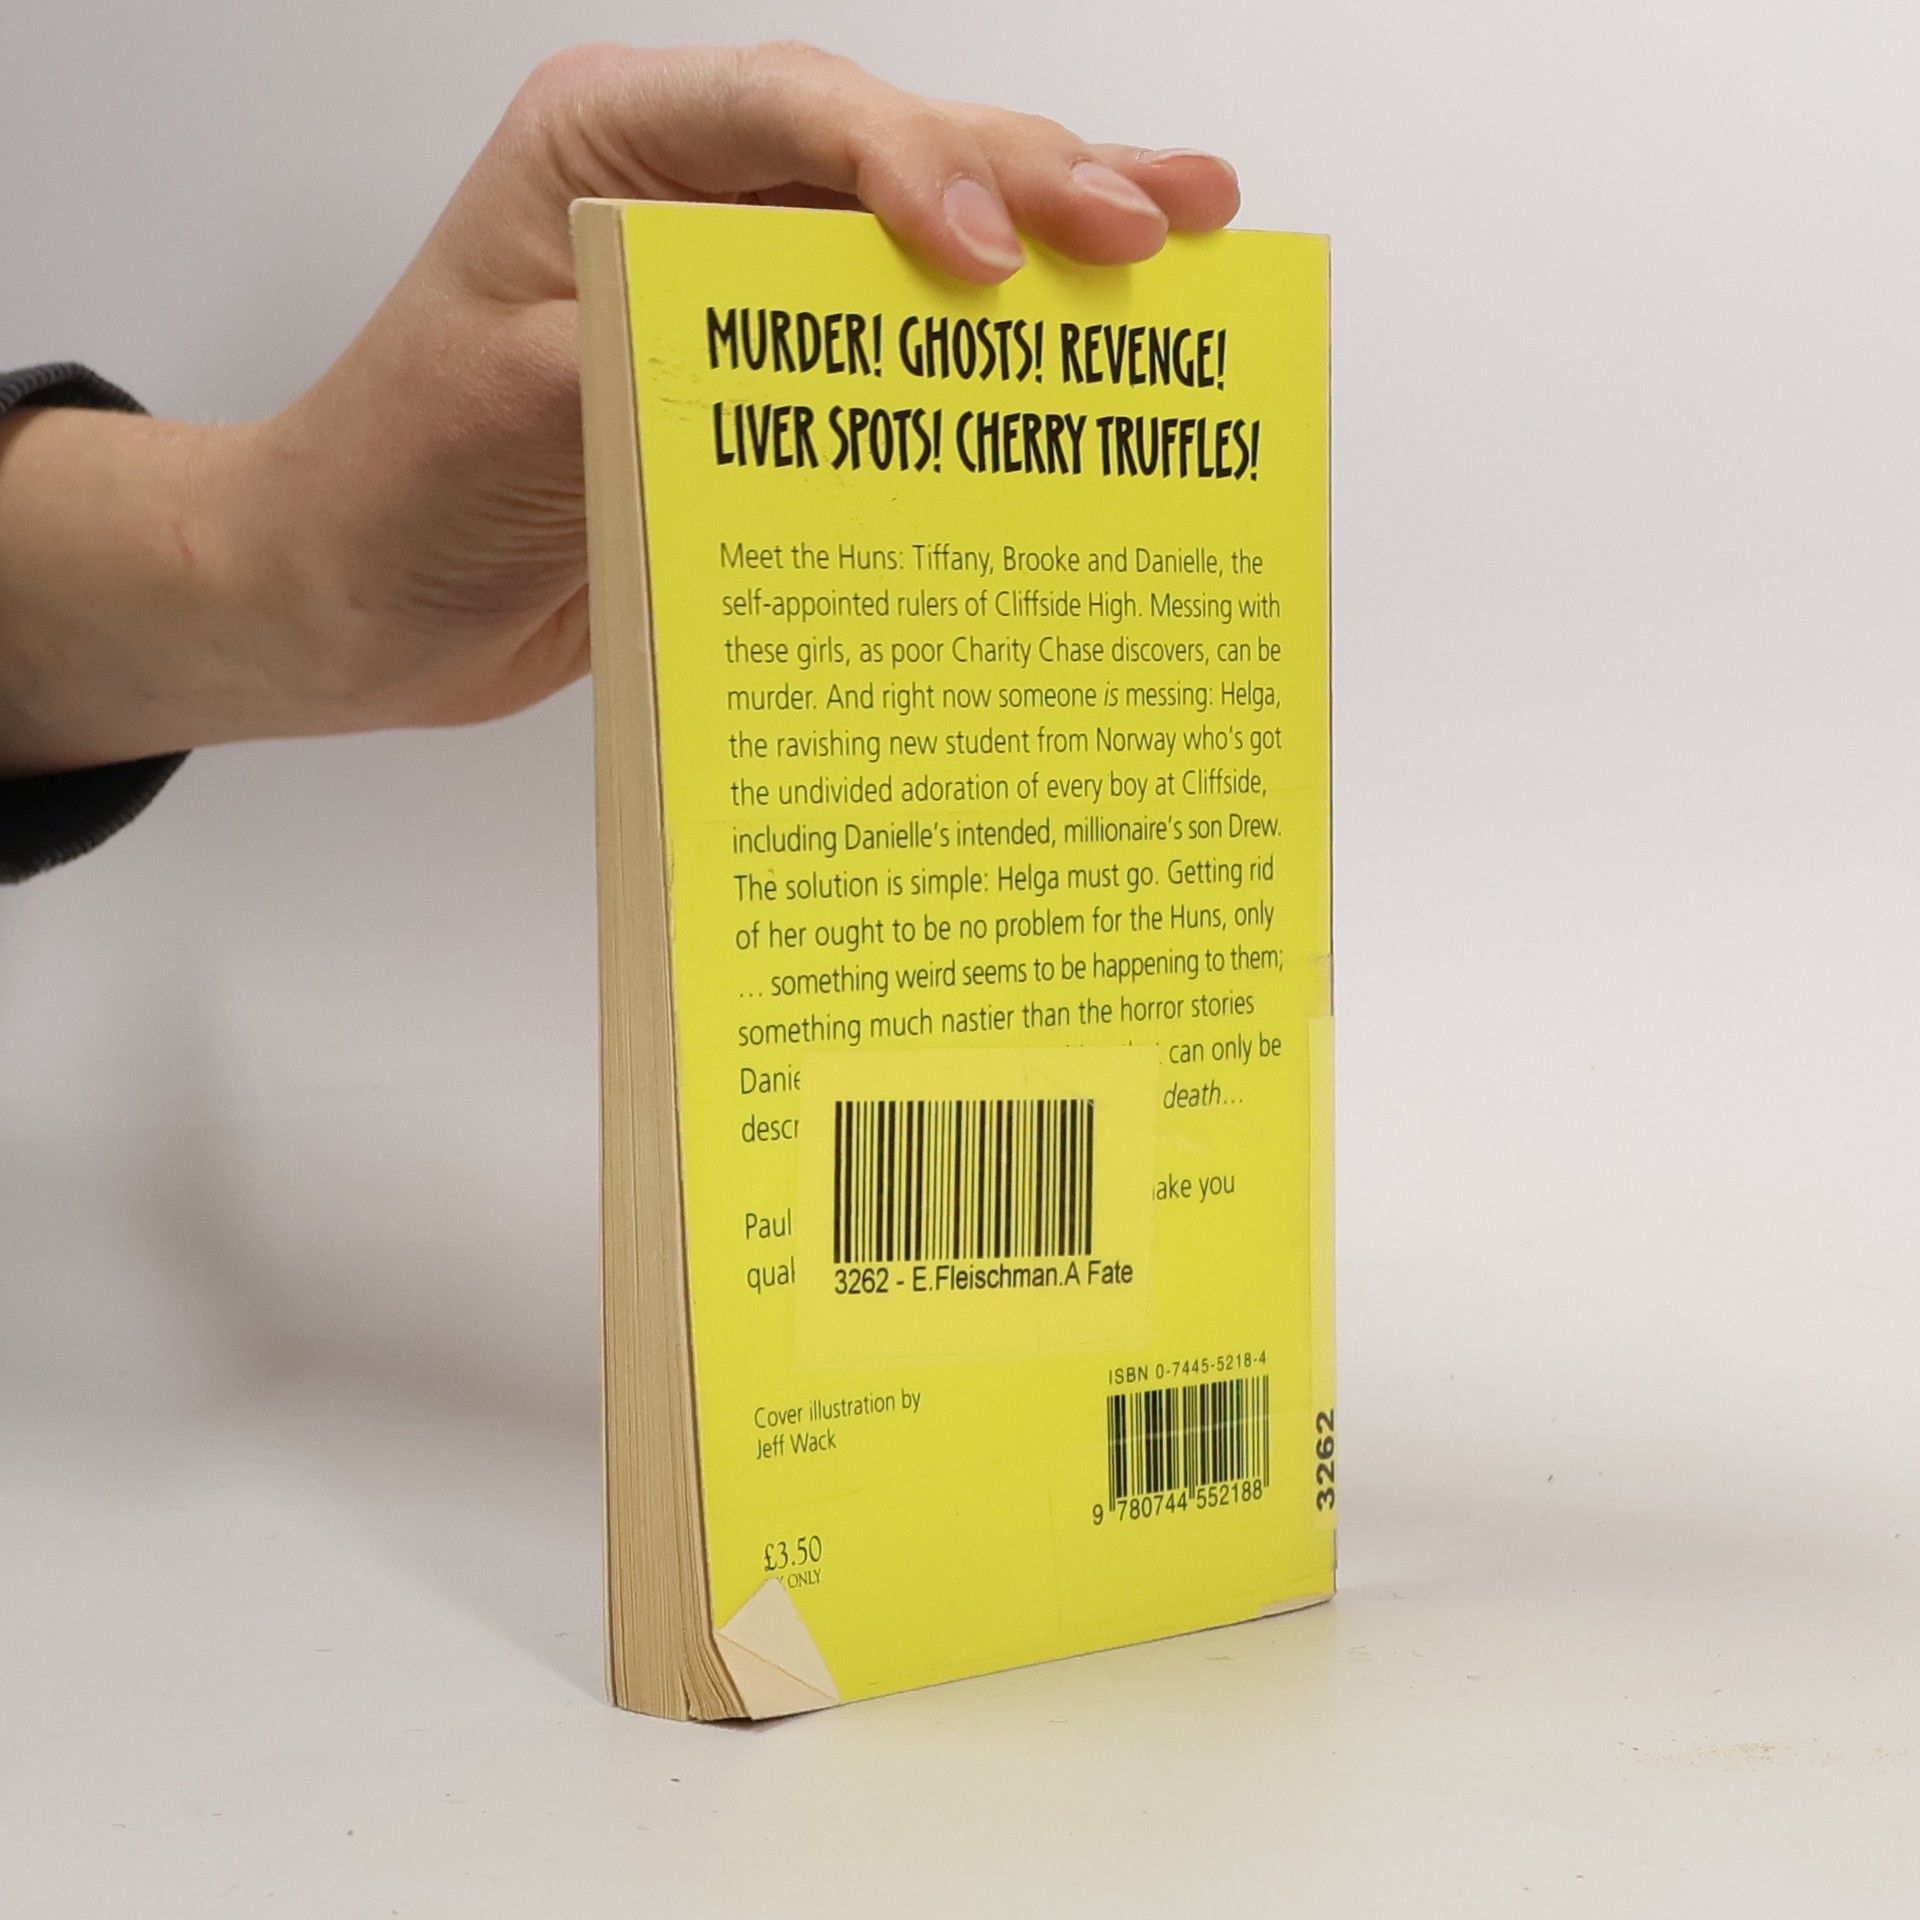 MURDER! GHOSTS! REVENGE!
LIVER SPOTS! CHERRY TRUFFLES!
Meet the Huns: Tiffany, Brooke and Danielle, the
self-appointed rulers of Cliffside High. Messing with
these girls, as poor Charity Chase discovers, can be
murder. And right now someone is messing: Helga,
the ravishing new student from Norway who's got
the undivided adoration of every boy at Cliffside,
including Danielle's intended, millionaire's son Drew.
The solution is simple: Helga must go. Getting rid
of her ought to be no problem for the Huns, only
... something weird seems to be happening to them;
something much nastier than the horror stories
Danie can only be
descr death...
Paul ake you
qual
3262 - E.Fleischman.A Fate
ISBN 0-7445-5218-4
Cover illustration by
Jeff Wack
9 780744 552188
3262
£3.50
ONLY